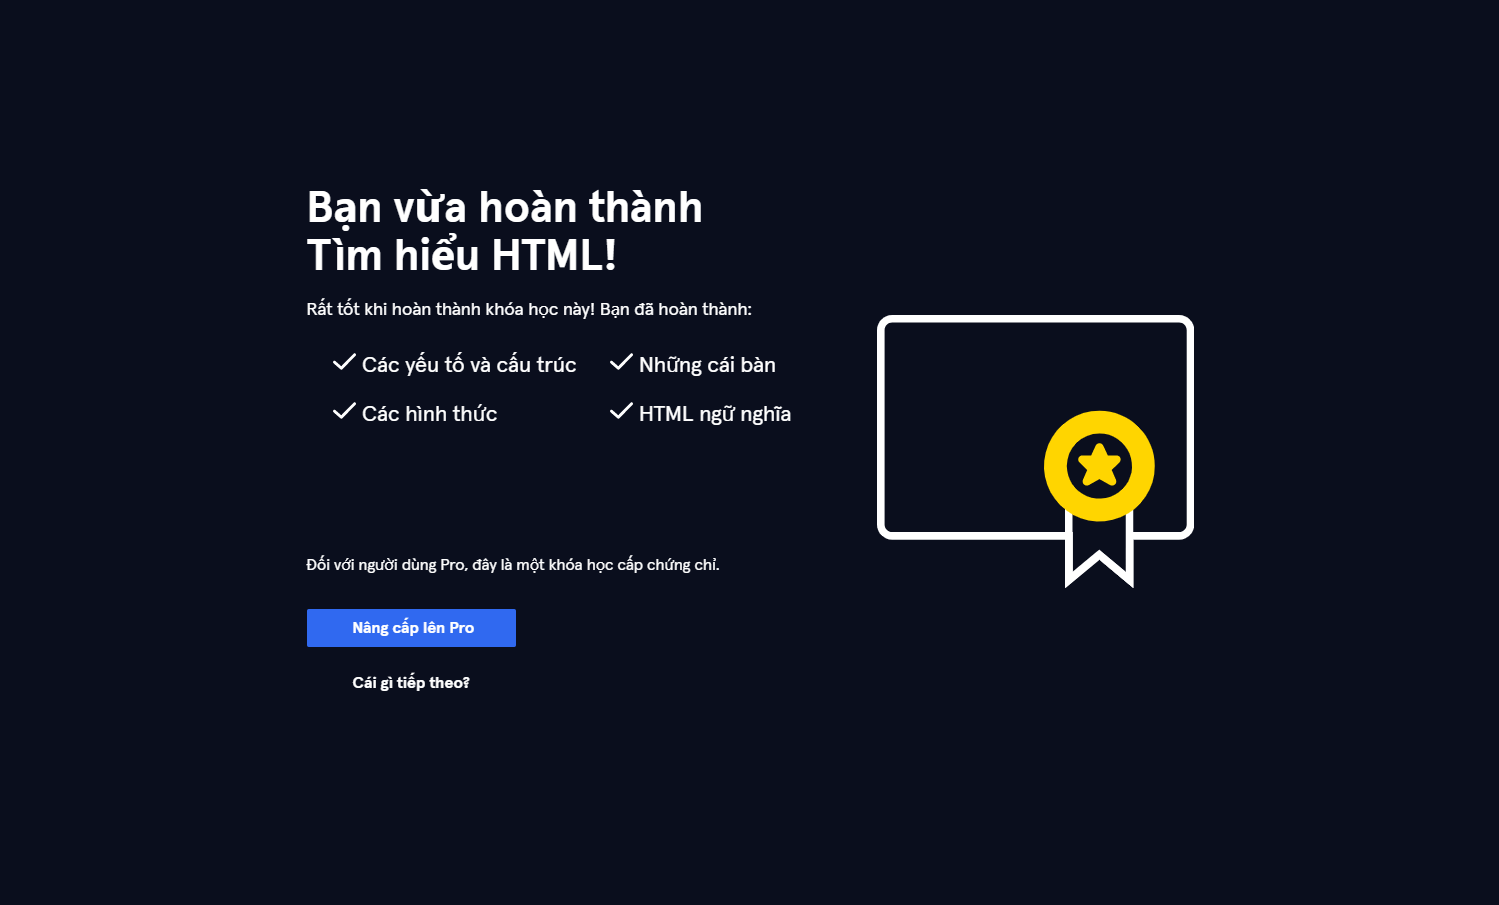 Bạn vừa hoàn thành
Tìm hiểu HTML!
Rất tốt khi hoàn thành khóa học này! Bạn đã hoàn thành:
Các yếu tố và cấu trúc
Những cái bàn
Các hình thức
HTML ngữ nghĩa
Đối với người dùng Pro, đây là một khóa học cấp chứng chỉ.
Nâng cấp lên Pro
Cái gì tiếp theo?